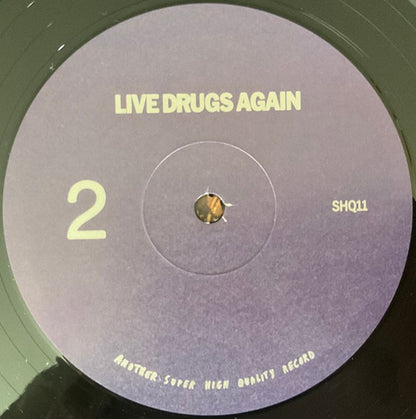 LIVE DRUGS AGAIN
2
SHQ11
ANOTHER SUPER HIGH QUALITY RECORD